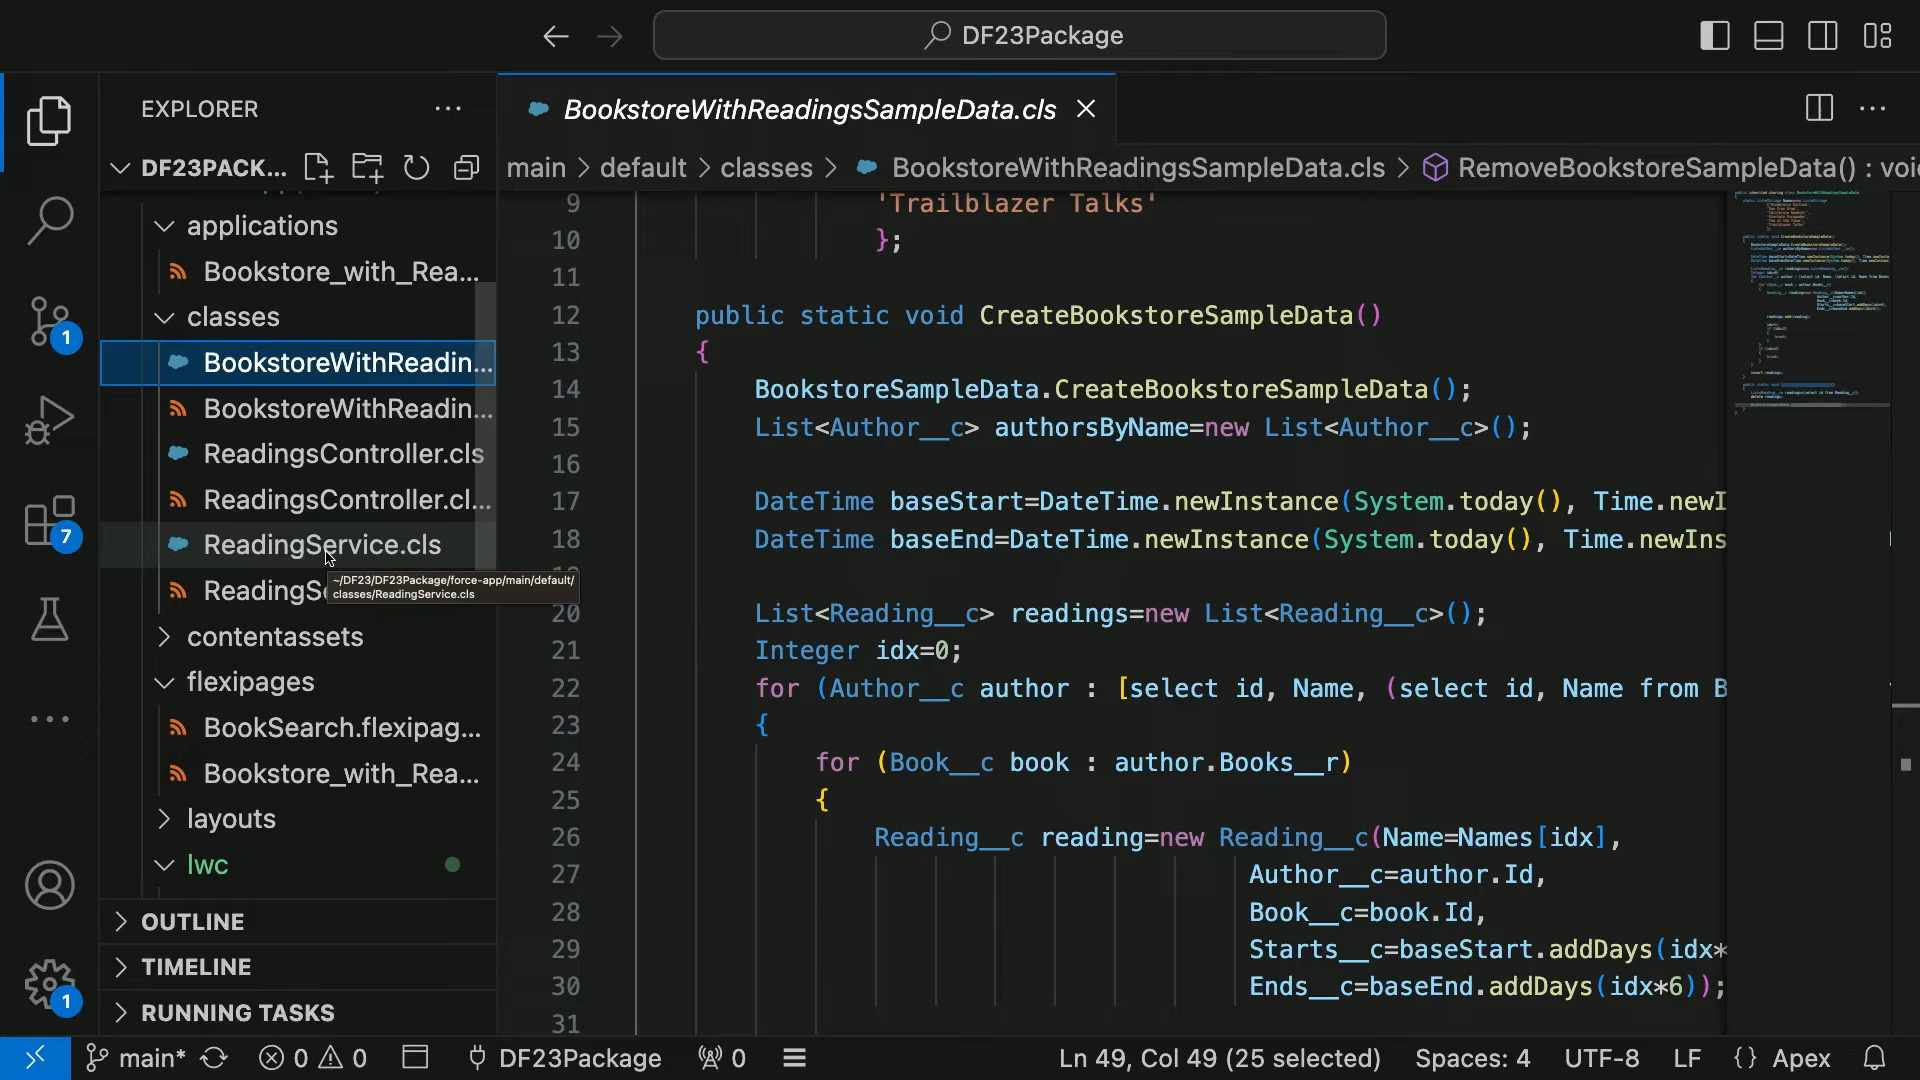 DF23Package
EXPLORER
BookstoreWithReadingsSampleData.cls
DF23PACK...
main > default > classes > BookstoreWithReadingsSampleData.cls > RemoveBookstoreSampleData() : void
applications
Bookstore_with_Rea...
classes
BookstoreWithReadin...
BookstoreWithReadin...
ReadingsController.cls
ReadingsController.cl...
ReadingService.cls
ReadingS
~/DF23/DF23Package/force-app/main/default/
classes/ReadingService.cls
contentassets
flexipages
BookSearch.flexipag...
Bookstore_with_Rea...
layouts
lwc
OUTLINE
TIMELINE
RUNNING TASKS
1
7
1
9 'Trailblazer Talks'
10 };
11
12 public static void CreateBookstoreSampleData()
13 {
14 BookstoreSampleData.CreateBookstoreSampleData();
15 List<Author__c> authorsByName=new List<Author__c>();
16
17 DateTime baseStart=DateTime.newInstance(System.today(), Time.newI
18 DateTime baseEnd=DateTime.newInstance(System.today(), Time.newIns
20 List<Reading__c> readings=new List<Reading__c>();
21 Integer idx=0;
22 for (Author__c author : [select id, Name, (select id, Name from B
23 {
24 for (Book__c book : author.Books__r)
25 {
26 Reading__c reading=new Reading__c(Name=Names[idx],
27 Author__c=author.Id,
28 Book__c=book.Id,
29 Starts__c=baseStart.addDays(idx*
30 Ends__c=baseEnd.addDays(idx*6));
31
main* 0 0 DF23Package 0 Ln 49, Col 49 (25 selected) Spaces: 4 UTF-8 LF {} Apex